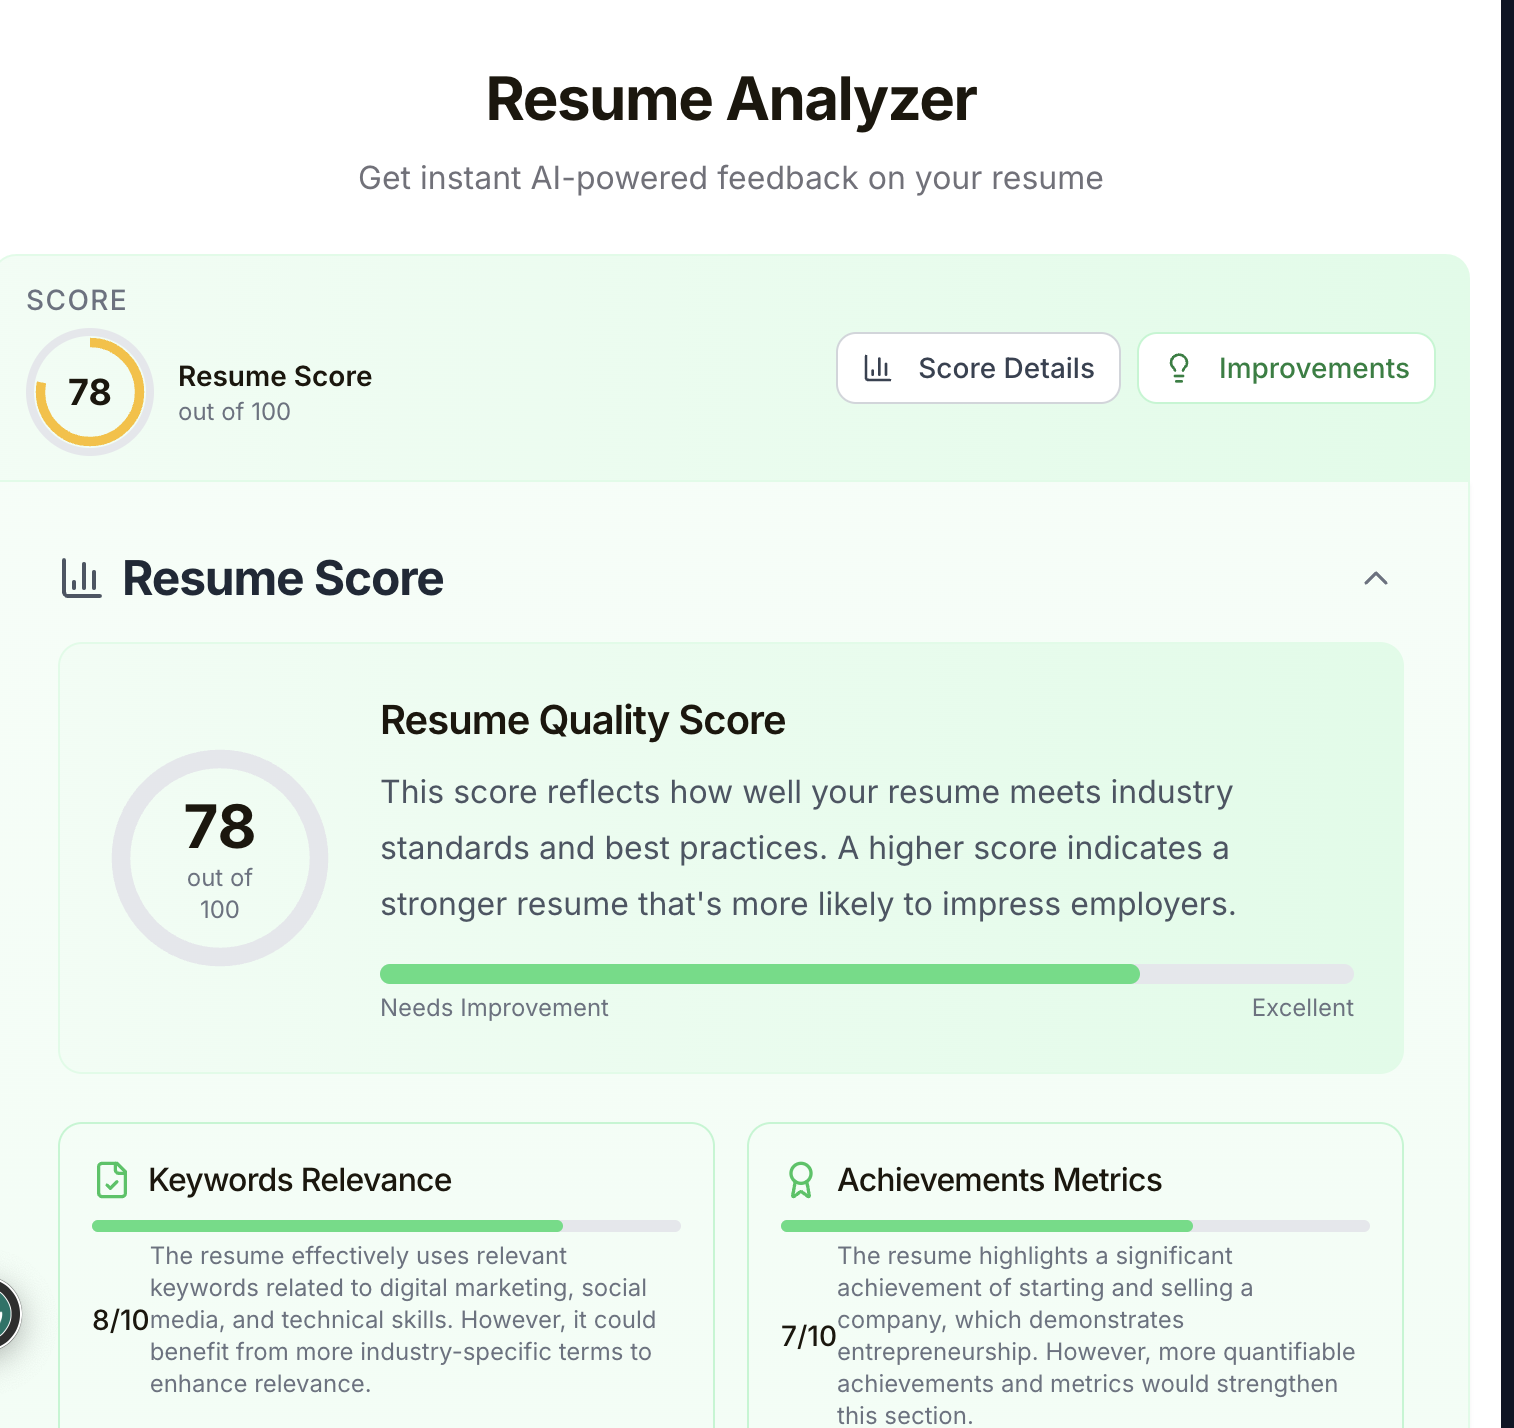 Resume Analyzer
Get instant AI-powered feedback on your resume
SCORE
78
Resume Score
out of 100
Score Details
Improvements
Resume Score
78
out of
100
Resume Quality Score
This score reflects how well your resume meets industry
standards and best practices. A higher score indicates a
stronger resume that's more likely to impress employers.
Needs Improvement
Excellent
Keywords Relevance
8/10
The resume effectively uses relevant
keywords related to digital marketing, social
media, and technical skills. However, it could
benefit from more industry-specific terms to
enhance relevance.
Achievements Metrics
7/10
The resume highlights a significant
achievement of starting and selling a
company, which demonstrates
entrepreneurship. However, more quantifiable
achievements and metrics would strengthen
this section.